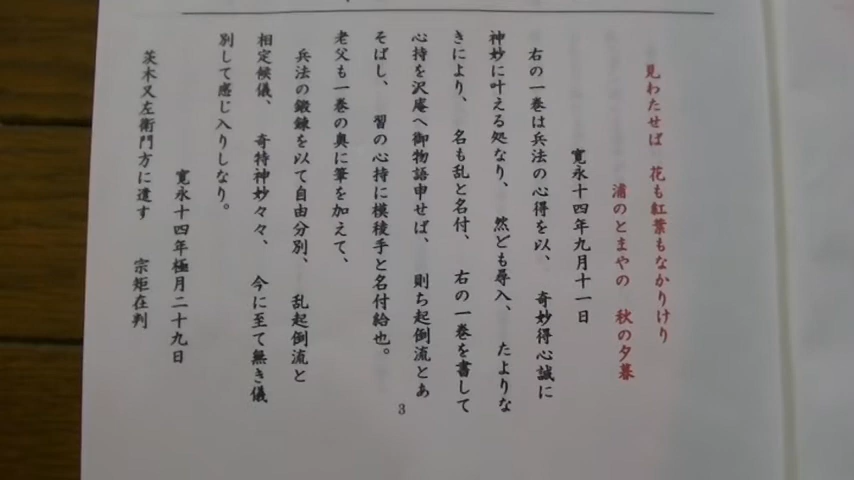 見わたせば 花も紅葉もなかりけり
浦のとまやの 秋の夕暮
寛永十四年九月十一日
右の一巻は兵法の心得を以、 奇妙得心誠に
神妙に叶える処なり、 然ども尋入、 たよりな
きにより、 名も乱と名付、 右の一巻を書して
心持を沢庵へ御物語申せば、 則ち起倒流とあ
そばし、 習の心持に模稜手と名付給也。
老父も一巻の奥に筆を加えて、
兵法の鍛錬を以て自由分別、 乱起倒流と
相定候儀、 奇特神妙々々、 今に至て無き儀
別して感じ入りしなり。
寛永十四年極月二十九日
茨木又左衛門方に遣す 宗矩在判
3